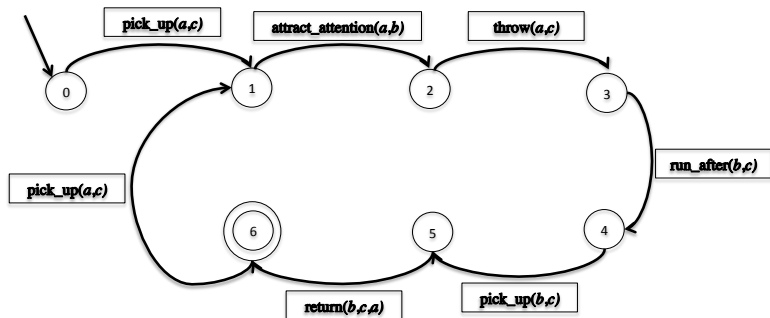 pick_up(a,c)
attract_attention(a,b)
throw(a,c)
0
1
2
3
run_after(b,c)
pick_up(a,c)
6
5
4
return(b,c,a)
pick_up(b,c)